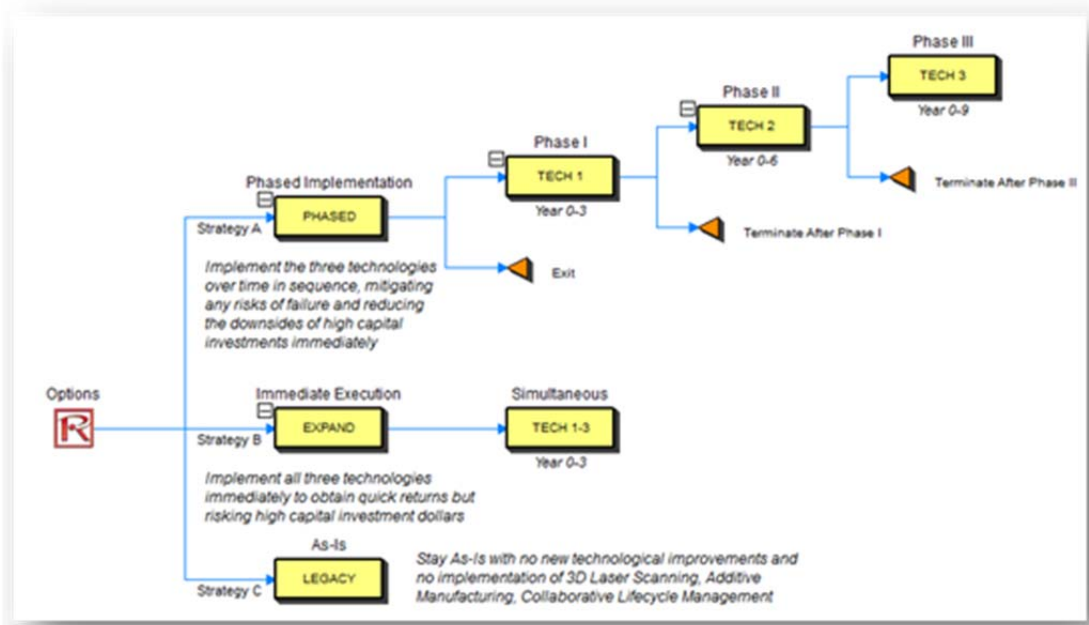 Phase III
TECH 3
Year 0-9
Phase II
TECH 2
Year 0-6
Terminate After Phase II
Phase I
TECH 1
Year 0-3
Terminate After Phase I
Phased Implementation
PHASED
Strategy A
Exit
Implement the three technologies
over time in sequence, mitigating
any risks of failure and reducing
the downsides of high capital
investments immediately
Options
R
Immediate Execution
EXPAND
Strategy B
Simultaneous
TECH 1-3
Year 0-3
Implement all three technologies
immediately to obtain quick returns but
risking high capital investment dollars
As-Is
LEGACY
Strategy C
Stay As-Is with no new technological improvements and
no implementation of 3D Laser Scanning, Additive
Manufacturing, Collaborative Lifecycle Management